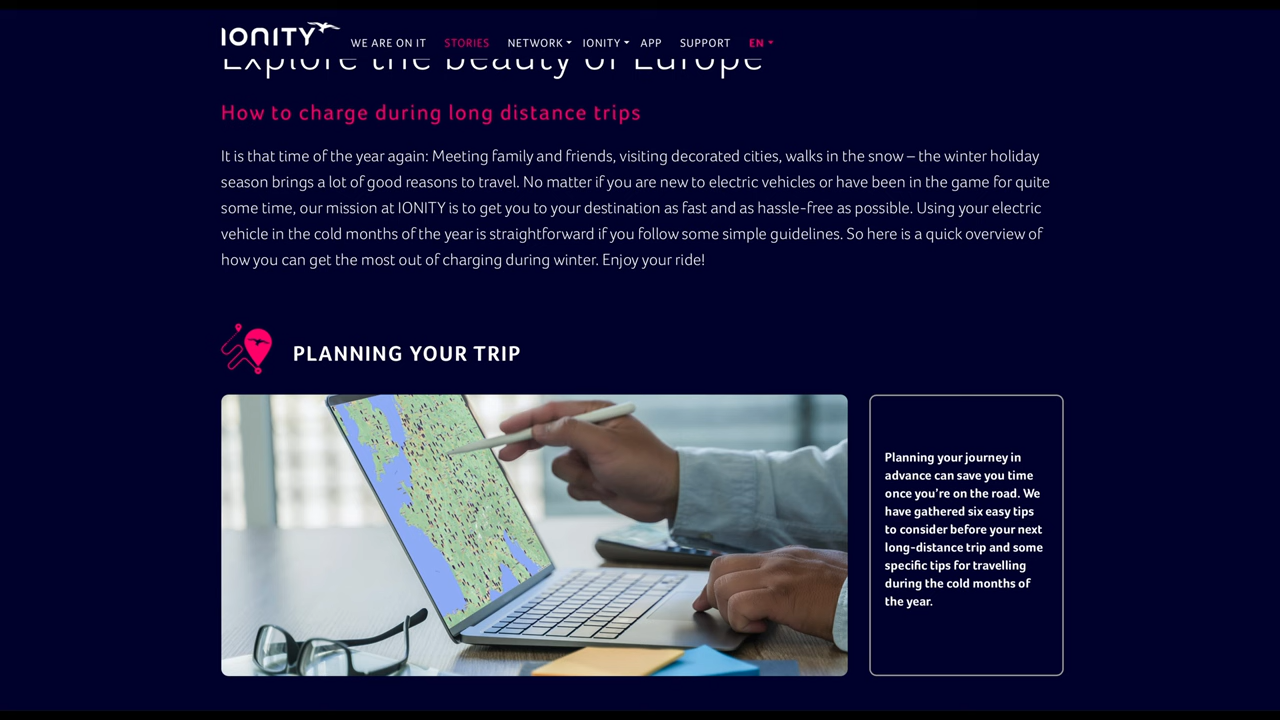 IONITY
WE ARE ON IT STORIES NETWORK IONITY APP SUPPORT EN
Explore the beauty of Europe
How to charge during long distance trips
It is that time of the year again: Meeting family and friends, visiting decorated cities, walks in the snow – the winter holiday
season brings a lot of good reasons to travel. No matter if you are new to electric vehicles or have been in the game for quite
some time, our mission at IONITY is to get you to your destination as fast and as hassle-free as possible. Using your electric
vehicle in the cold months of the year is straightforward if you follow some simple guidelines. So here is a quick overview of
how you can get the most out of charging during winter. Enjoy your ride!
PLANNING YOUR TRIP
Planning your journey in
advance can save you time
once you're on the road. We
have gathered six easy tips
to consider before your next
long-distance trip and some
specific tips for travelling
during the cold months of
the year.